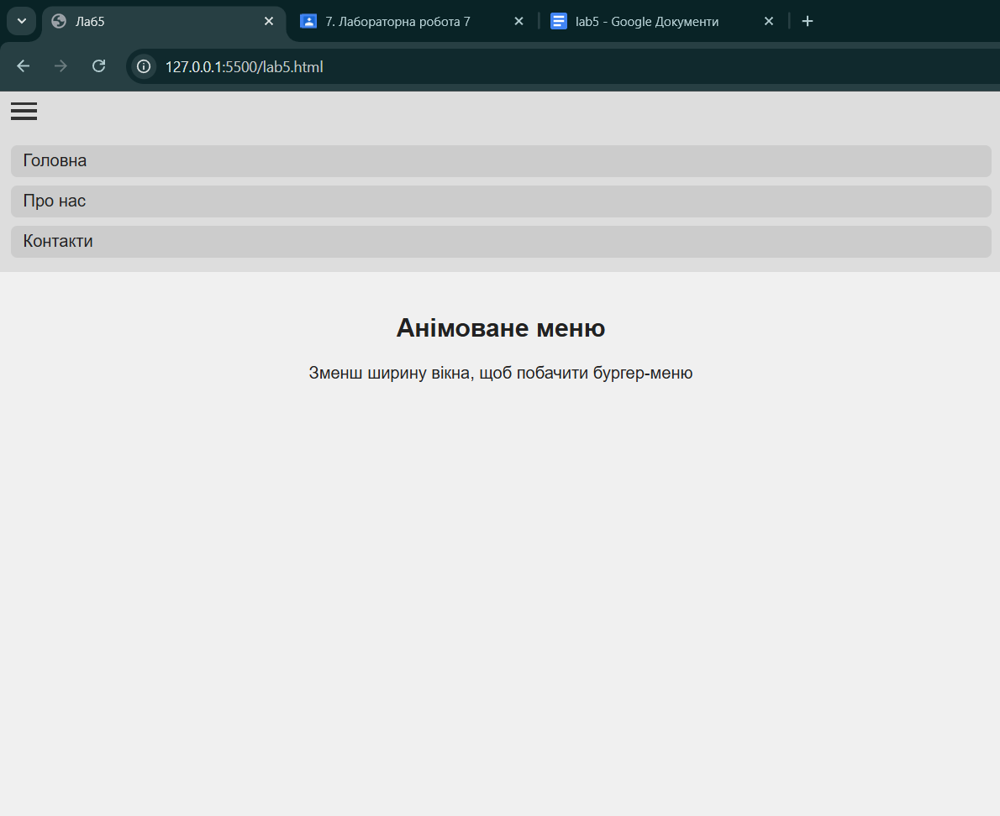 Лаб5
7. Лабораторна робота 7
lab5 - Google Документи
127.0.0.1:5500/lab5.html
Головна
Про нас
Контакти
Анімоване меню
Зменш ширину вікна, щоб побачити бургер-меню